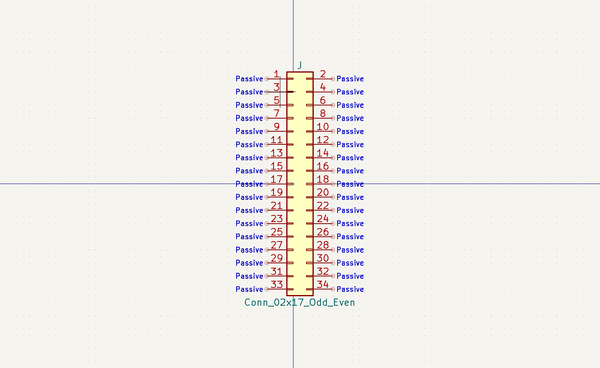 J
Passive 1 2 Passive
Passive 3 4 Passive
Passive 5 6 Passive
Passive 7 8 Passive
Passive 9 10 Passive
Passive 11 12 Passive
Passive 13 14 Passive
Passive 15 16 Passive
Passive 17 18 Passive
Passive 19 20 Passive
Passive 21 22 Passive
Passive 23 24 Passive
Passive 25 26 Passive
Passive 27 28 Passive
Passive 29 30 Passive
Passive 31 32 Passive
Passive 33 34 Passive
Conn_02x17_Odd_Even